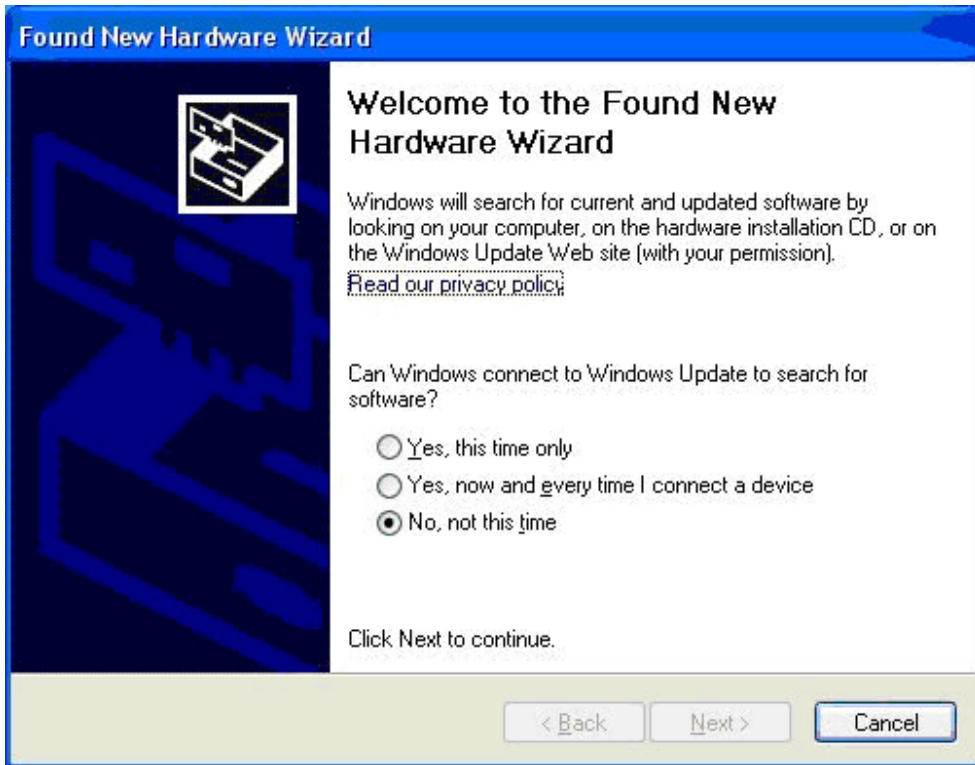 Found New Hardware Wizard
Welcome to the Found New
Hardware Wizard
Windows will search for current and updated software by
looking on your computer, on the hardware installation CD, or on
the Windows Update Web site (with your permission).
Read our privacy policy
Can Windows connect to Windows Update to search for
software?
Yes, this time only
Yes, now and every time I connect a device
No, not this time
Click Next to continue.
< Back Next > Cancel